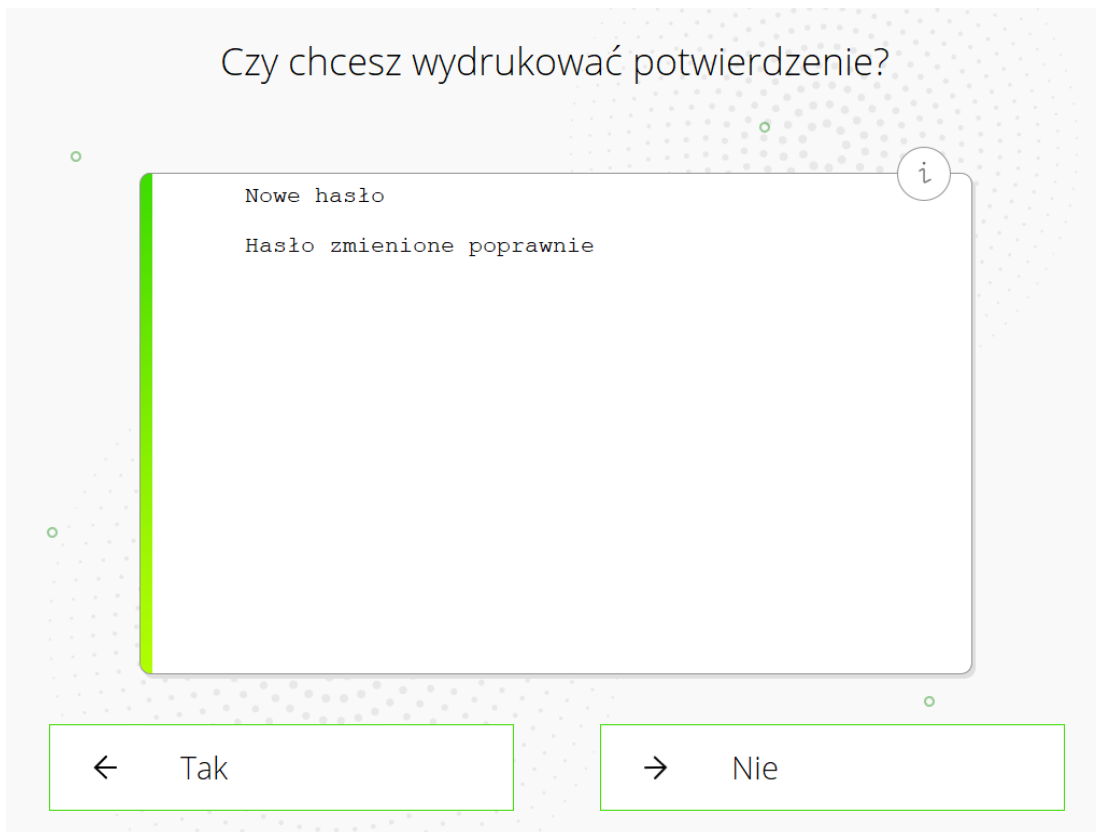 Czy chcesz wydrukować potwierdzenie?
i
Nowe hasło
Hasło zmienione poprawnie
← Tak
→ Nie